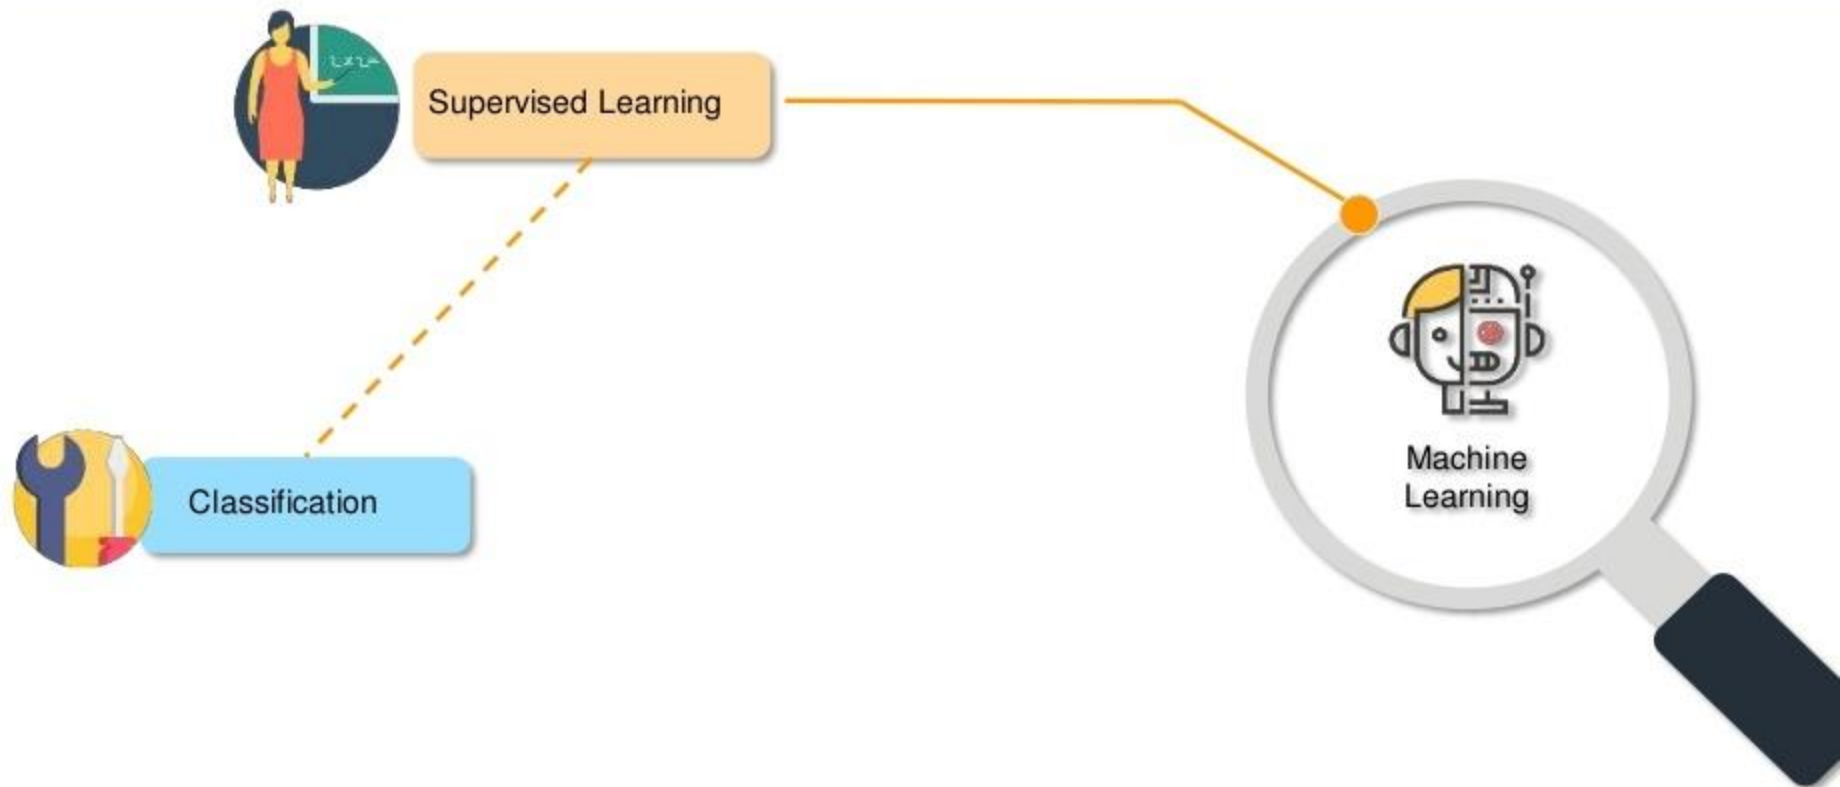 Supervised Learning
Classification
Machine
Learning